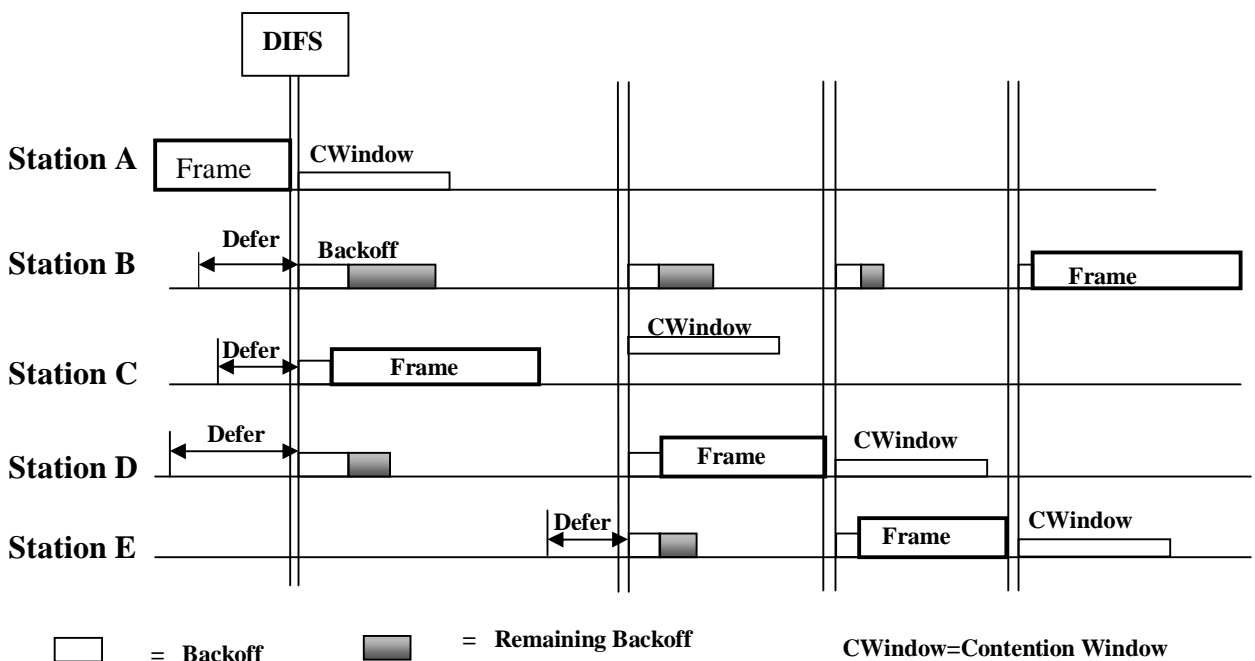 DIFS
Station A
Frame
CWindow
Station B
Defer
Backoff
Frame
Station C
Defer
Frame
CWindow
Station D
Defer
Frame
CWindow
Station E
Defer
Frame
CWindow
= Backoff
= Remaining Backoff
CWindow=Contention Window